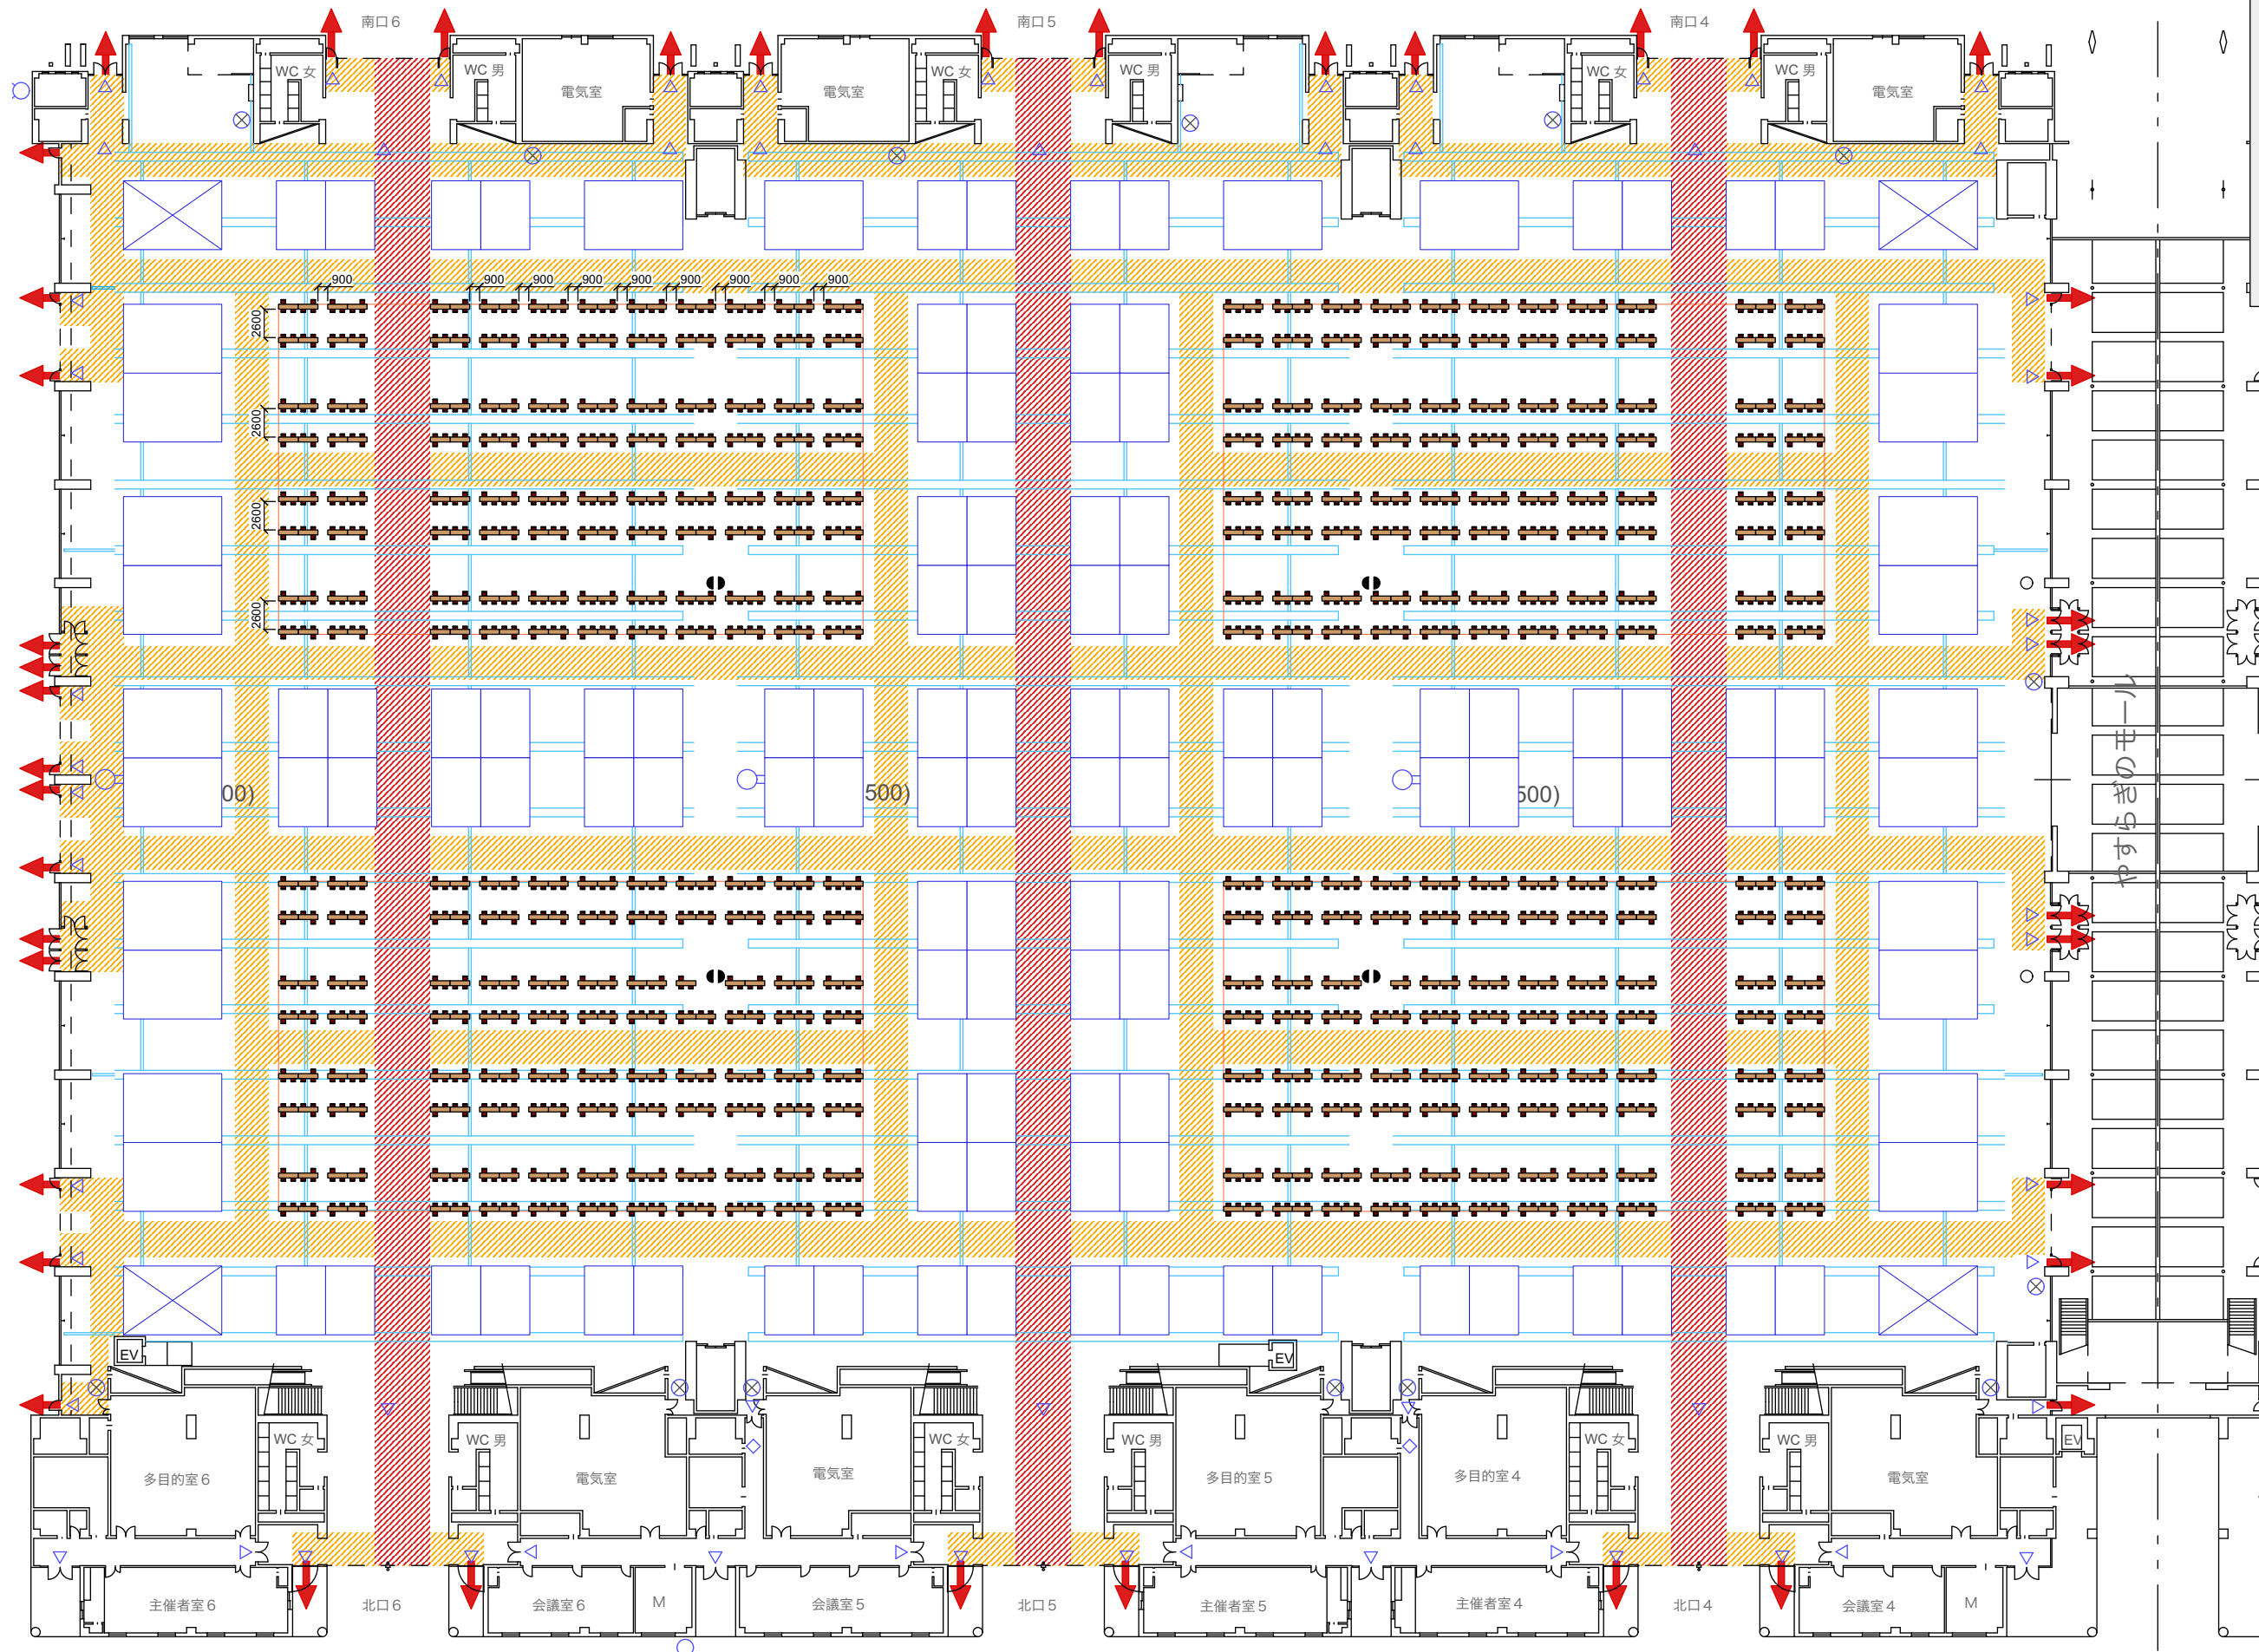 南口６
南口５
南口４
WC 女
WC 男
電気室
電気室
WC 女
WC 男
WC 女
WC 男
電気室
900
900
900
900
900
900
900
900
900
2600
2600
2600
2600
00)
500)
500)
やすらぎのモール
EV
EV
多目的室６
WC 女
WC 男
電気室
電気室
WC 女
WC 男
多目的室５
多目的室４
WC 女
WC 男
電気室
EV
主催者室６
北口６
会議室６
M
会議室５
北口５
主催者室５
主催者室４
北口４
会議室４
M